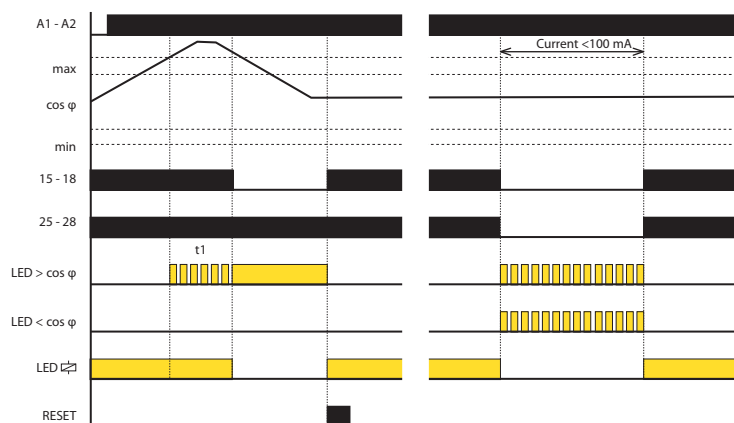 A1 - A2
Current <100 mA
max
cos φ
min
15 - 18
25 - 28
t1
LED > cos φ
LED < cos φ
LED
RESET